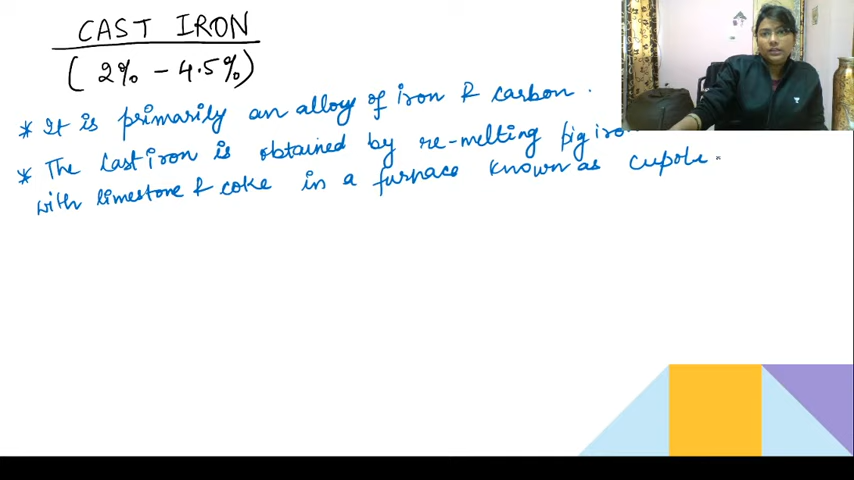 CAST IRON
(2% - 4.5%)
* It is primarily an alloy of iron & carbon.
* The cast iron is obtained by re-melting pig iro
with limestone & coke in a furnace known as cupola.